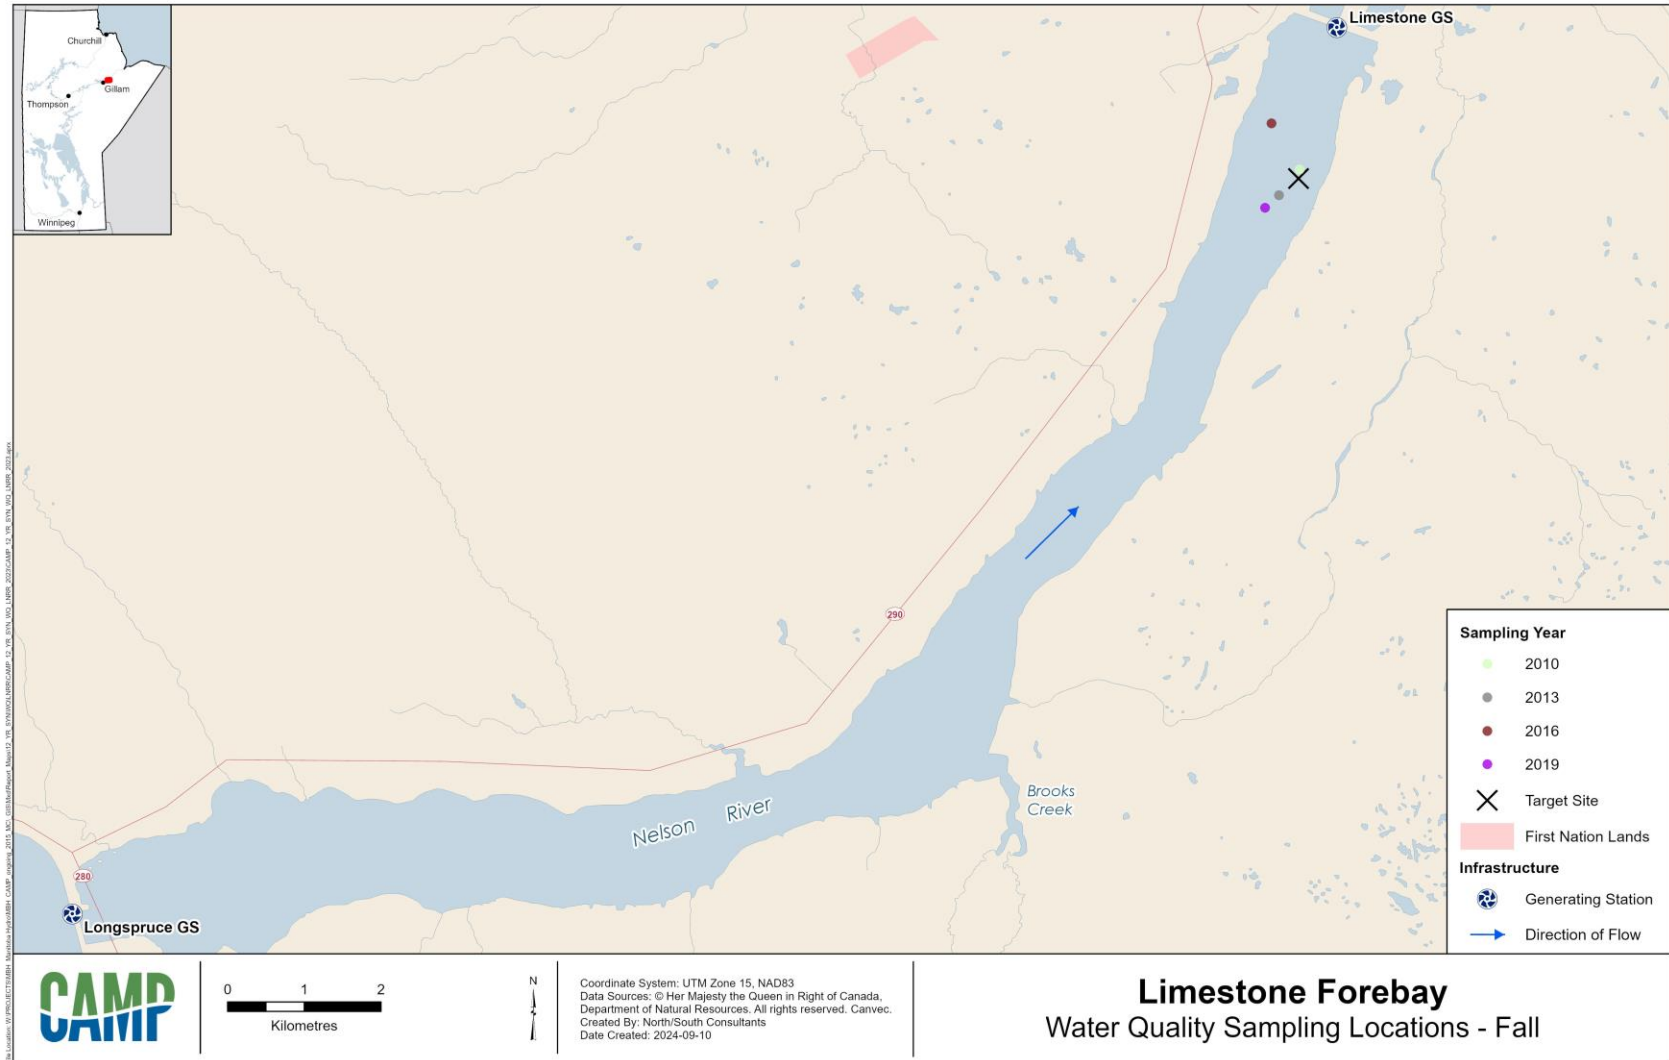 Churchill
Gillam
Thompson
Winnipeg
Limestone GS
290
Brooks
Creek
Nelson River
280
Longspruce GS
Sampling Year
2010
2013
2016
2019
Target Site
First Nation Lands
Infrastructure
Generating Station
Direction of Flow
CAMP
0 1 2
Kilometres
N
Coordinate System: UTM Zone 15, NAD83
Data Sources: © Her Majesty the Queen in Right of Canada,
Department of Natural Resources. All rights reserved. Canvec.
Created By: North/South Consultants
Date Created: 2024-09-10
Limestone Forebay
Water Quality Sampling Locations - Fall